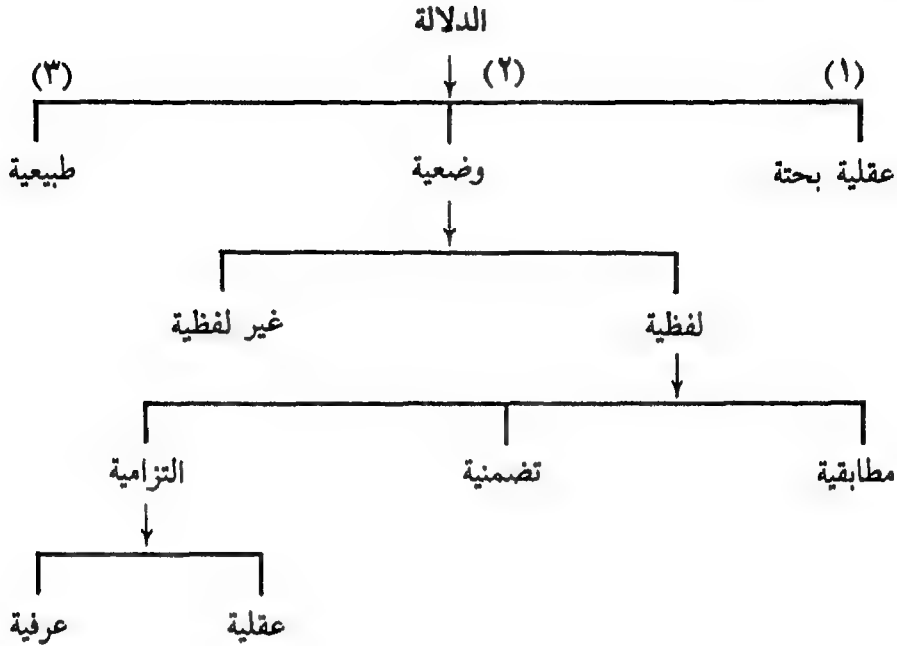 الدلالة
(١) (٢) (٣)
عقلية بحتة وضعية طبيعية
لفظية غير لفظية
مطابقية تضمنية التزامية
عقلية عرفية